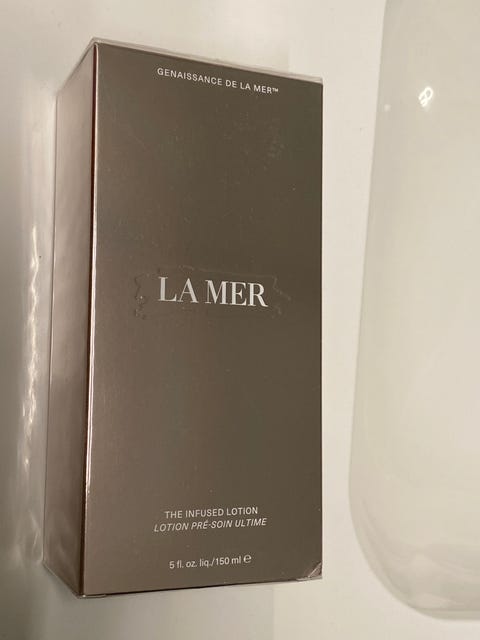 GENAISSANCE DE LA MER™
LA MER
THE INFUSED LOTION
LOTION PRÉ-SOIN ULTIME
5 fl. oz. liq./150 ml ℮